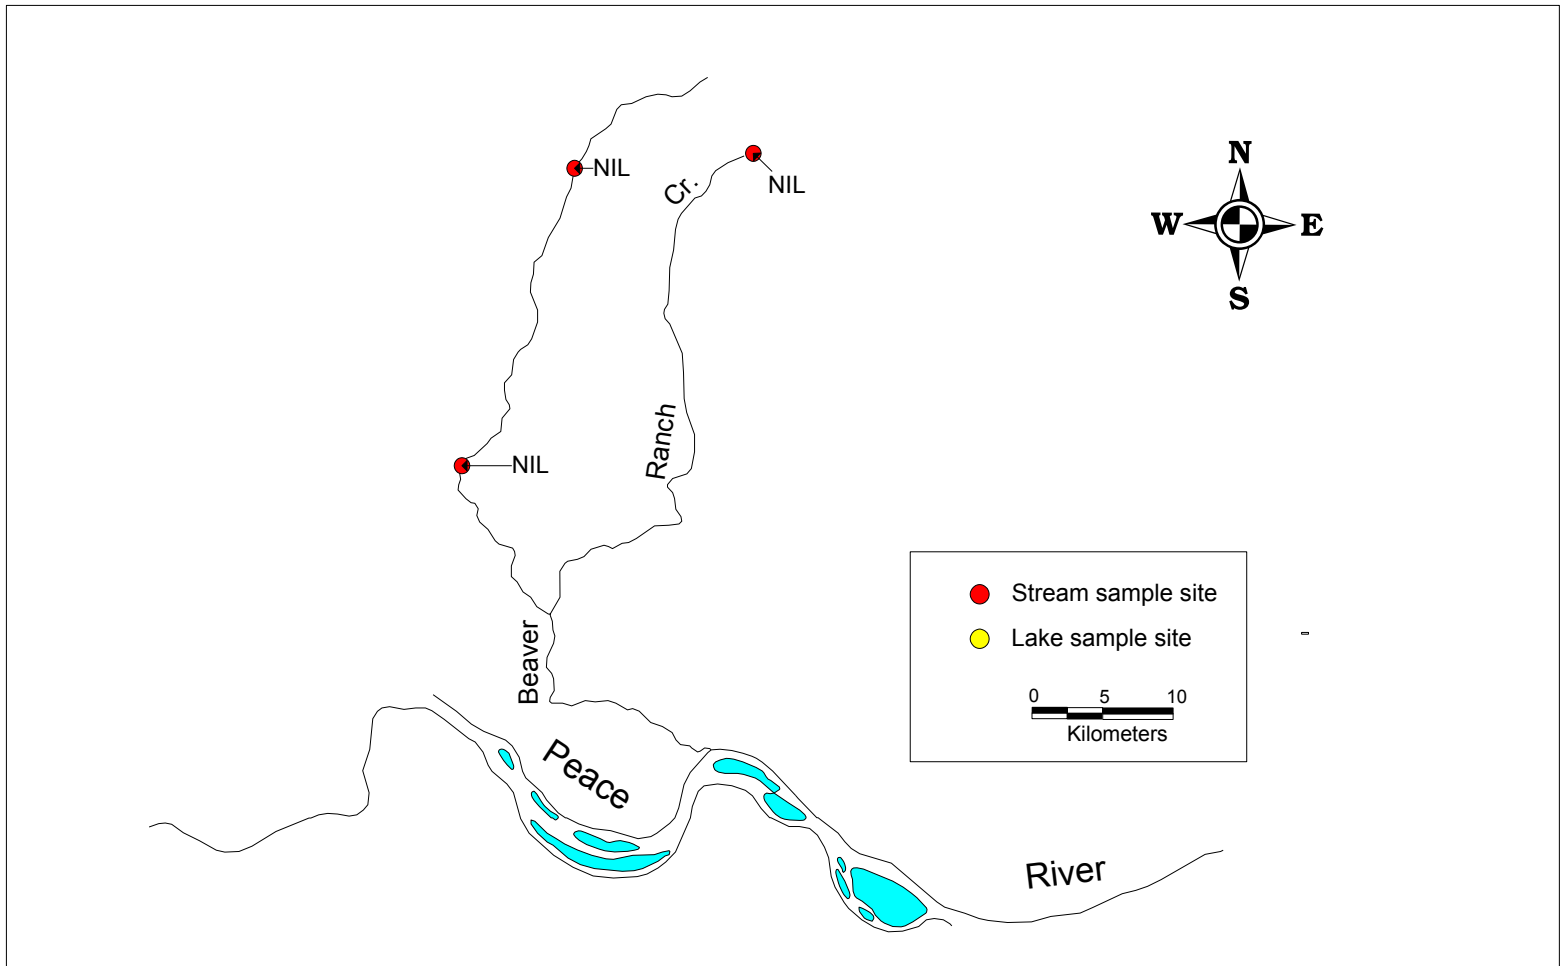 NIL
Cr.
NIL
N
W
E
S
Ranch
NIL
Stream sample site
Lake sample site
0 5 10
Kilometers
Beaver
Peace
River